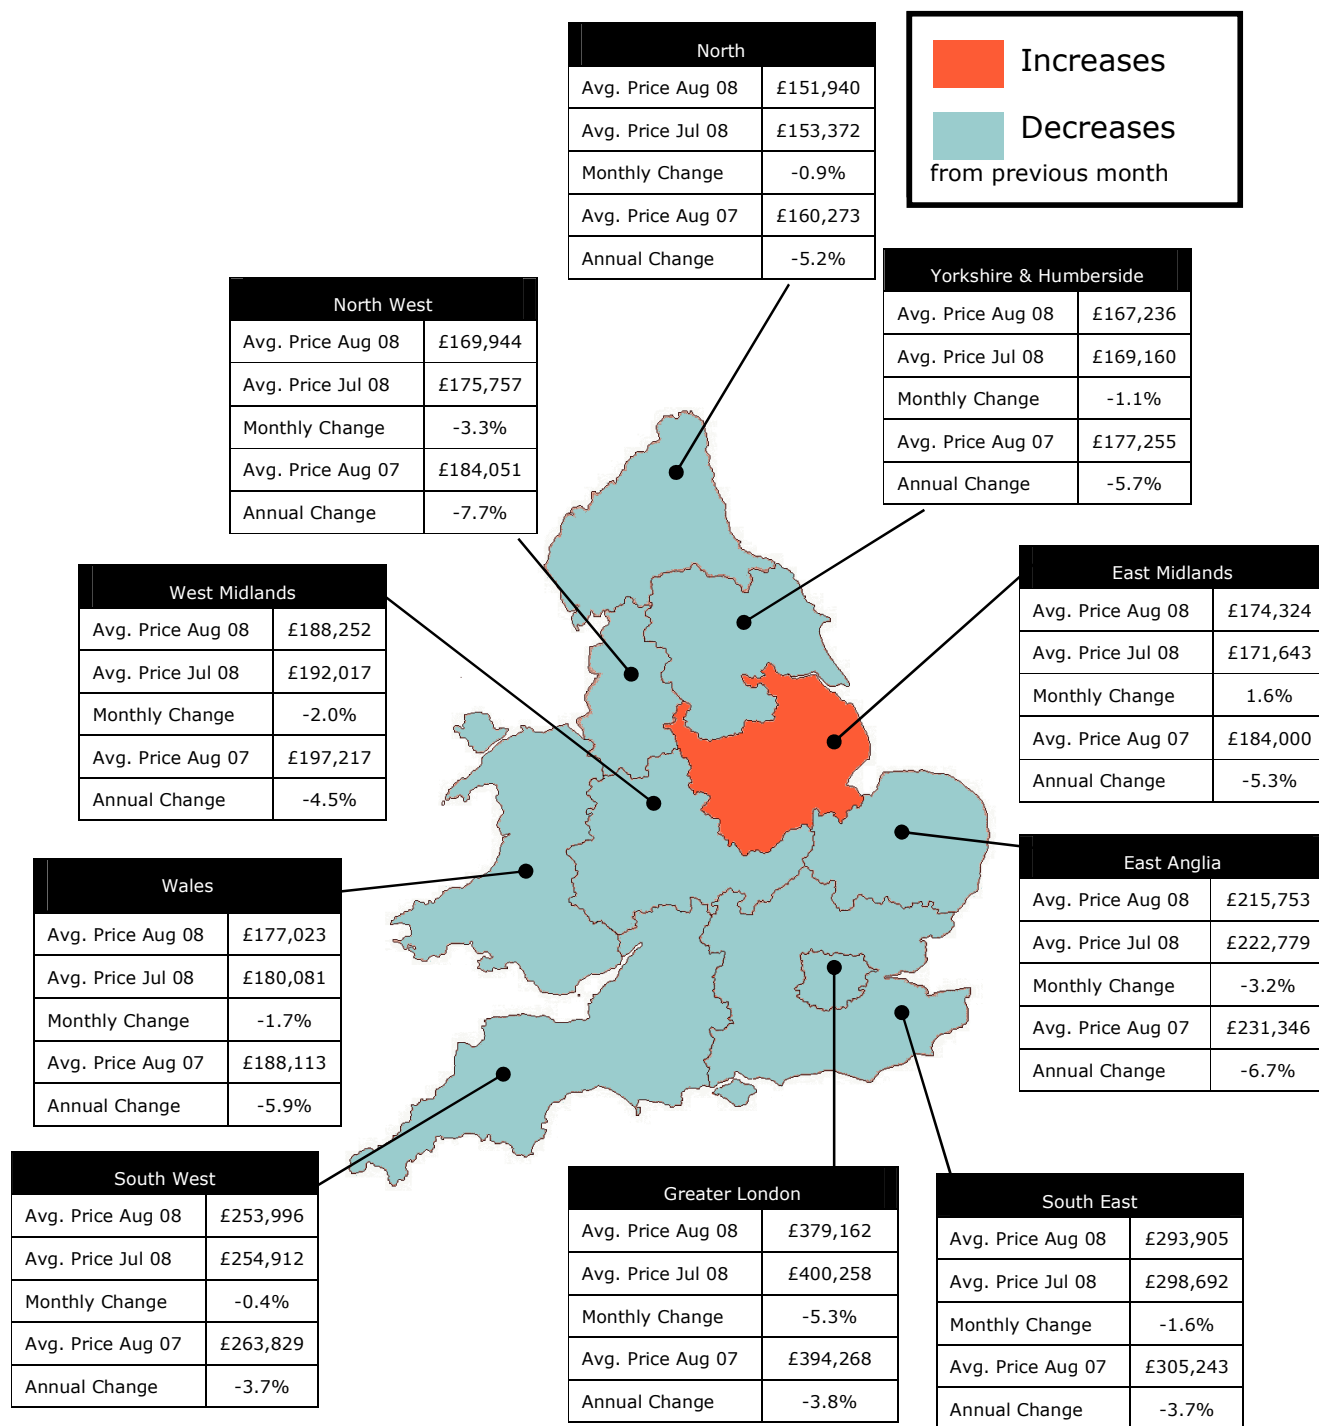 North
Avg. Price Aug 08 £151,940
Avg. Price Jul 08 £153,372
Monthly Change -0.9%
Avg. Price Aug 07 £160,273
Annual Change -5.2%
Increases
Decreases
from previous month
North West
Avg. Price Aug 08 £169,944
Avg. Price Jul 08 £175,757
Monthly Change -3.3%
Avg. Price Aug 07 £184,051
Annual Change -7.7%
Yorkshire & Humberside
Avg. Price Aug 08 £167,236
Avg. Price Jul 08 £169,160
Monthly Change -1.1%
Avg. Price Aug 07 £177,255
Annual Change -5.7%
West Midlands
Avg. Price Aug 08 £188,252
Avg. Price Jul 08 £192,017
Monthly Change -2.0%
Avg. Price Aug 07 £197,217
Annual Change -4.5%
East Midlands
Avg. Price Aug 08 £174,324
Avg. Price Jul 08 £171,643
Monthly Change 1.6%
Avg. Price Aug 07 £184,000
Annual Change -5.3%
Wales
Avg. Price Aug 08 £177,023
Avg. Price Jul 08 £180,081
Monthly Change -1.7%
Avg. Price Aug 07 £188,113
Annual Change -5.9%
East Anglia
Avg. Price Aug 08 £215,753
Avg. Price Jul 08 £222,779
Monthly Change -3.2%
Avg. Price Aug 07 £231,346
Annual Change -6.7%
South West
Avg. Price Aug 08 £253,996
Avg. Price Jul 08 £254,912
Monthly Change -0.4%
Avg. Price Aug 07 £263,829
Annual Change -3.7%
Greater London
Avg. Price Aug 08 £379,162
Avg. Price Jul 08 £400,258
Monthly Change -5.3%
Avg. Price Aug 07 £394,268
Annual Change -3.8%
South East
Avg. Price Aug 08 £293,905
Avg. Price Jul 08 £298,692
Monthly Change -1.6%
Avg. Price Aug 07 £305,243
Annual Change -3.7%